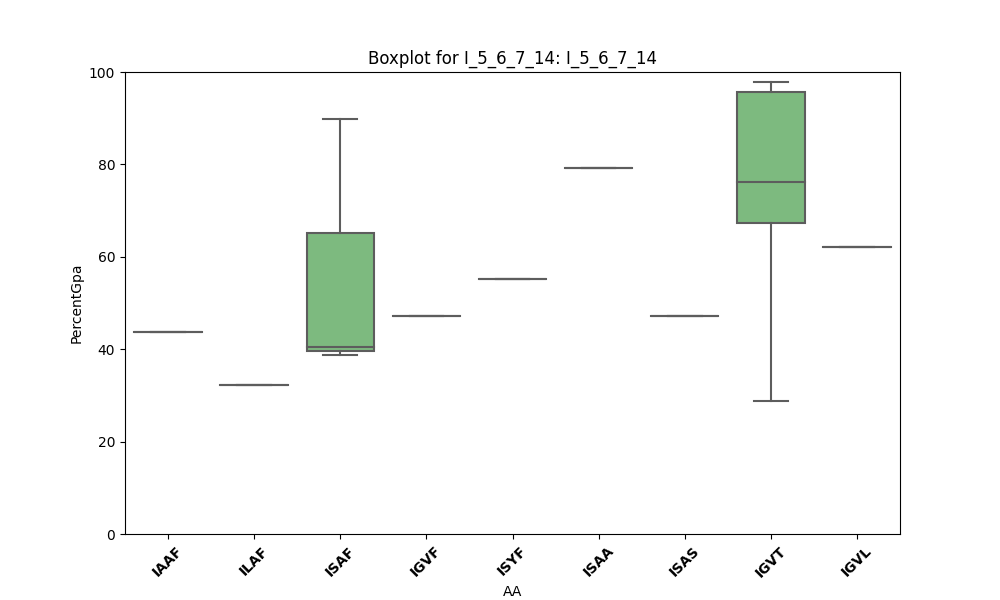 Boxplot for I_5_6_7_14: I_5_6_7_14
100
80
60
40
20
0
PercentGpa
IAAF ILAF ISAF IGVF ISYF ISAA ISAS IGVT IGVL
AA